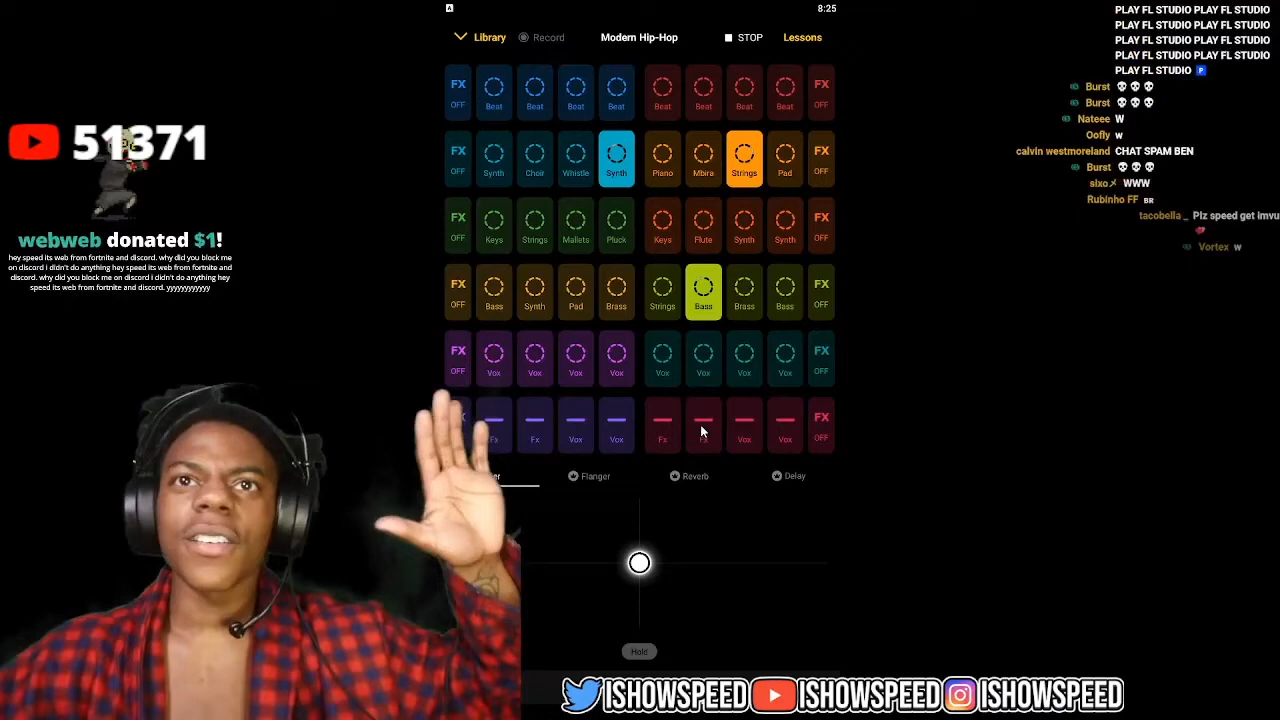 8:25
Library
Record
Modern Hip-Hop
STOP
Lessons
FX Beat Beat Beat Beat Beat Beat Beat Beat FX
OFF OFF
FX Synth Choir Whistle Synth Piano Mbira Strings Pad FX
OFF OFF
FX Keys Strings Mallets Pluck Keys Flute Synth Synth FX
OFF OFF
FX Bass Synth Pad Brass Strings Bass Brass Bass FX
OFF OFF
FX Vox Vox Vox Vox Vox Vox Vox Vox FX
OFF OFF
Fx Fx Vox Vox Fx Fx Vox Vox FX
OFF
Flanger
Reverb
Delay
Hold
51371
webweb donated $1!
hey speed its web from fortnite and discord. why did you block
me on discord I didn't do anything hey speed its web from fortnite and
discord. why did you block me on discord I didn't do anything hey
speed its web from fortnite and discord. yyyyyyyyyyy
PLAY FL STUDIO PLAY FL STUDIO
PLAY FL STUDIO PLAY FL STUDIO
PLAY FL STUDIO PLAY FL STUDIO
PLAY FL STUDIO PLAY FL STUDIO
PLAY FL STUDIO 🅿
Burst 💀💀💀
Burst 💀💀💀
Nateee W
Oofly w
calvin westmoreland CHAT SPAM BEN
Burst 💀💀💀
sixo〆 WWW
Rubinho FF BR
tacobella _ Plz speed get imvu
Vortex w
ISHOWSPEED ISHOWSPEED ISHOWSPEED